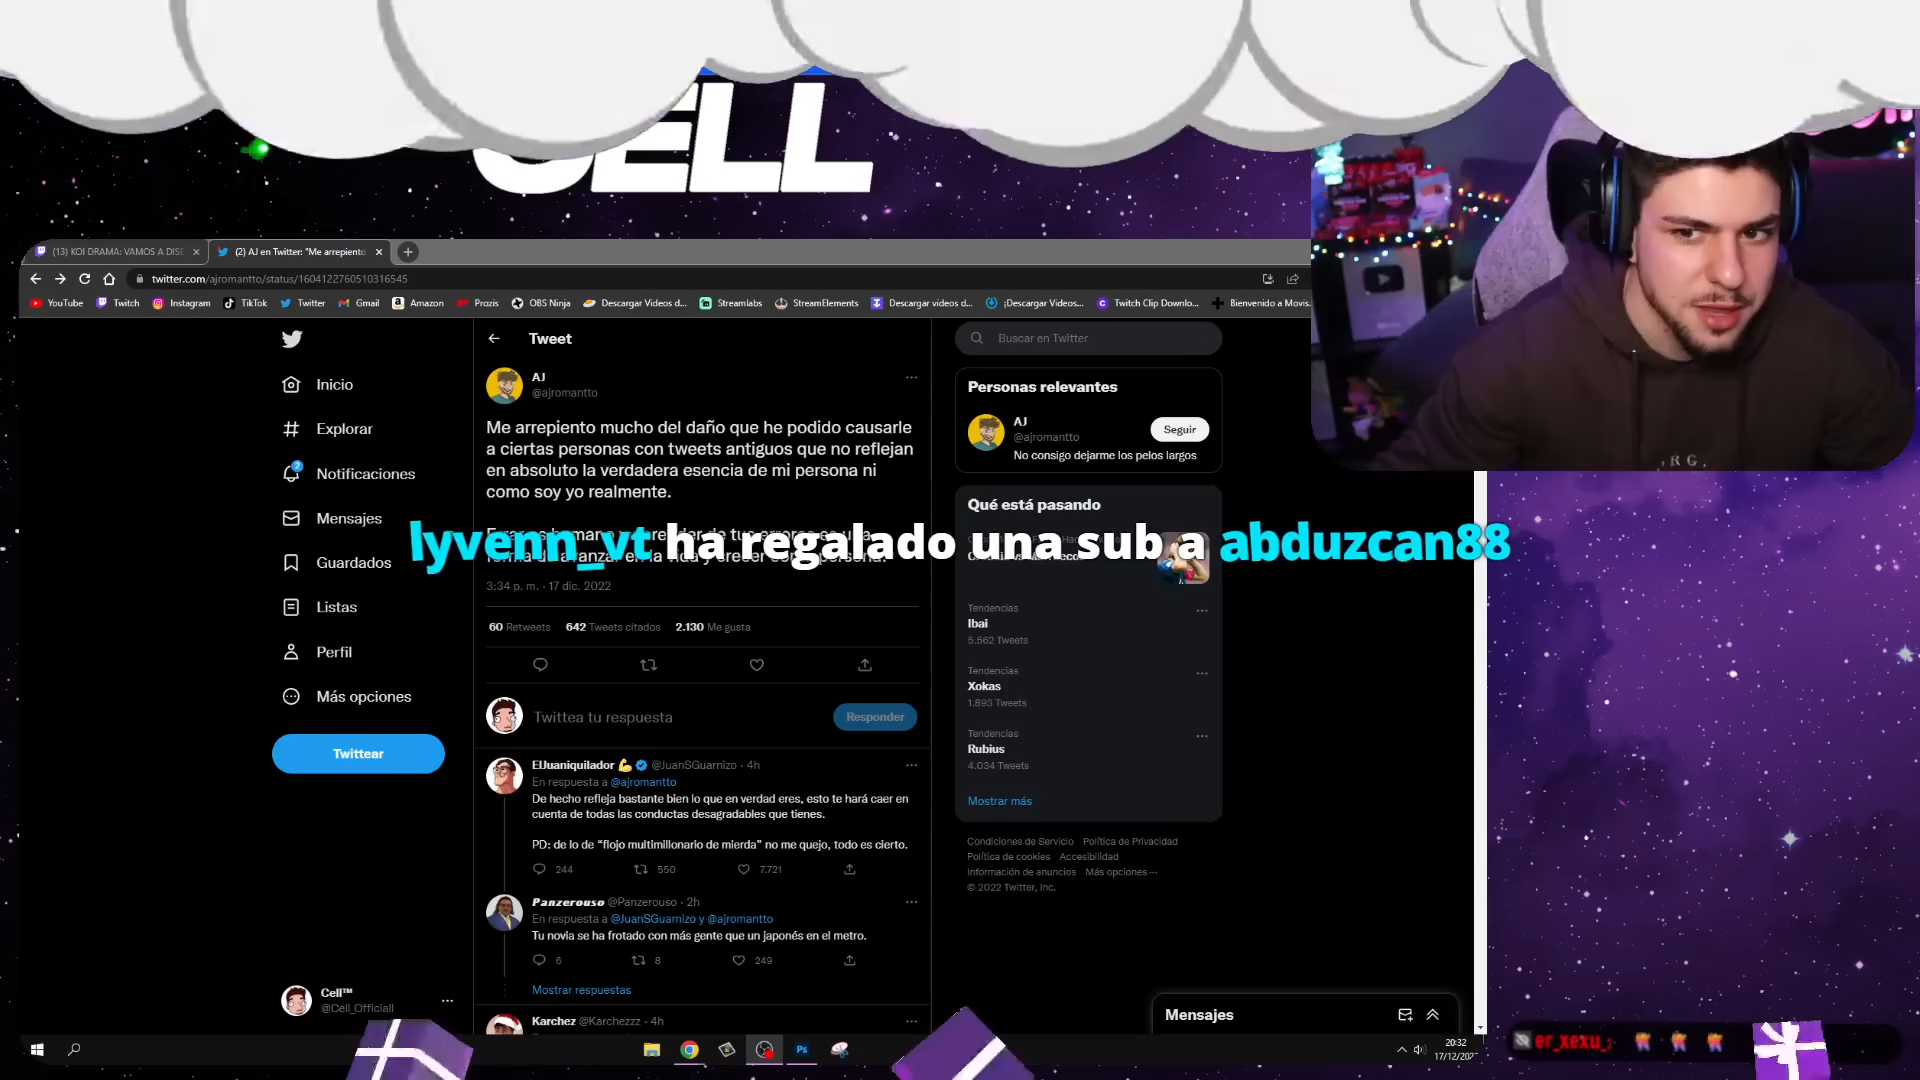 CELL
(13) KOI DRAMA: VAMOS A DISE
(2) AJ en Twitter: "Me arrepiento
twitter.com/ajromantto/status/1604122760510316545
YouTube
Twitch
Instagram
TikTok
Twitter
Gmail
Amazon
Prozis
OBS Ninja
Descargar Videos d...
Streamlabs
StreamElements
Descargar videos d...
¡Descargar Videos...
Twitch Clip Downlo...
Bienvenido a Movis.
Inicio
Explorar
2
Notificaciones
Mensajes
Guardados
Listas
Perfil
Más opciones
Twittear
Cell™
@Cell_Officiall
Tweet
AJ
@ajromantto
Me arrepiento mucho del daño que he podido causarle
a ciertas personas con tweets antiguos que no reflejan
en absoluto la verdadera esencia de mi persona ni
como soy yo realmente.
lyvenn_vt ha regalado una sub a abduzcan88
3:34 p. m. · 17 dic. 2022
60 Retweets 642 Tweets citados 2.130 Me gusta
Twittea tu respuesta
Responder
ElJuaniquilador @JuanSGuarnizo · 4h
En respuesta a @ajromantto
De hecho refleja bastante bien lo que en verdad eres, esto te hará caer en
cuenta de todas las conductas desagradables que tienes.
PD: de lo de “flojo multimillonario de mierda” no me quejo, todo es cierto.
244 550 7.721
Panzerouso @Panzerouso · 2h
En respuesta a @JuanSGuarnizo y @ajromantto
Tu novia se ha frotado con más gente que un japonés en el metro.
6 8 249
Mostrar respuestas
Karchez @Karchezzz · 4h
Buscar en Twitter
Personas relevantes
AJ
@ajromantto
Seguir
No consigo dejarme los pelos largos
Qué está pasando
Tendencias
Ibai
5.562 Tweets
Tendencias
Xokas
1.893 Tweets
Tendencias
Rubius
4.034 Tweets
Mostrar más
Condiciones de Servicio Política de Privacidad
Política de cookies Accesibilidad
Información de anuncios Más opciones ···
© 2022 Twitter, Inc.
Mensajes
Ps
20:32
17/12/202
er_xexu_: